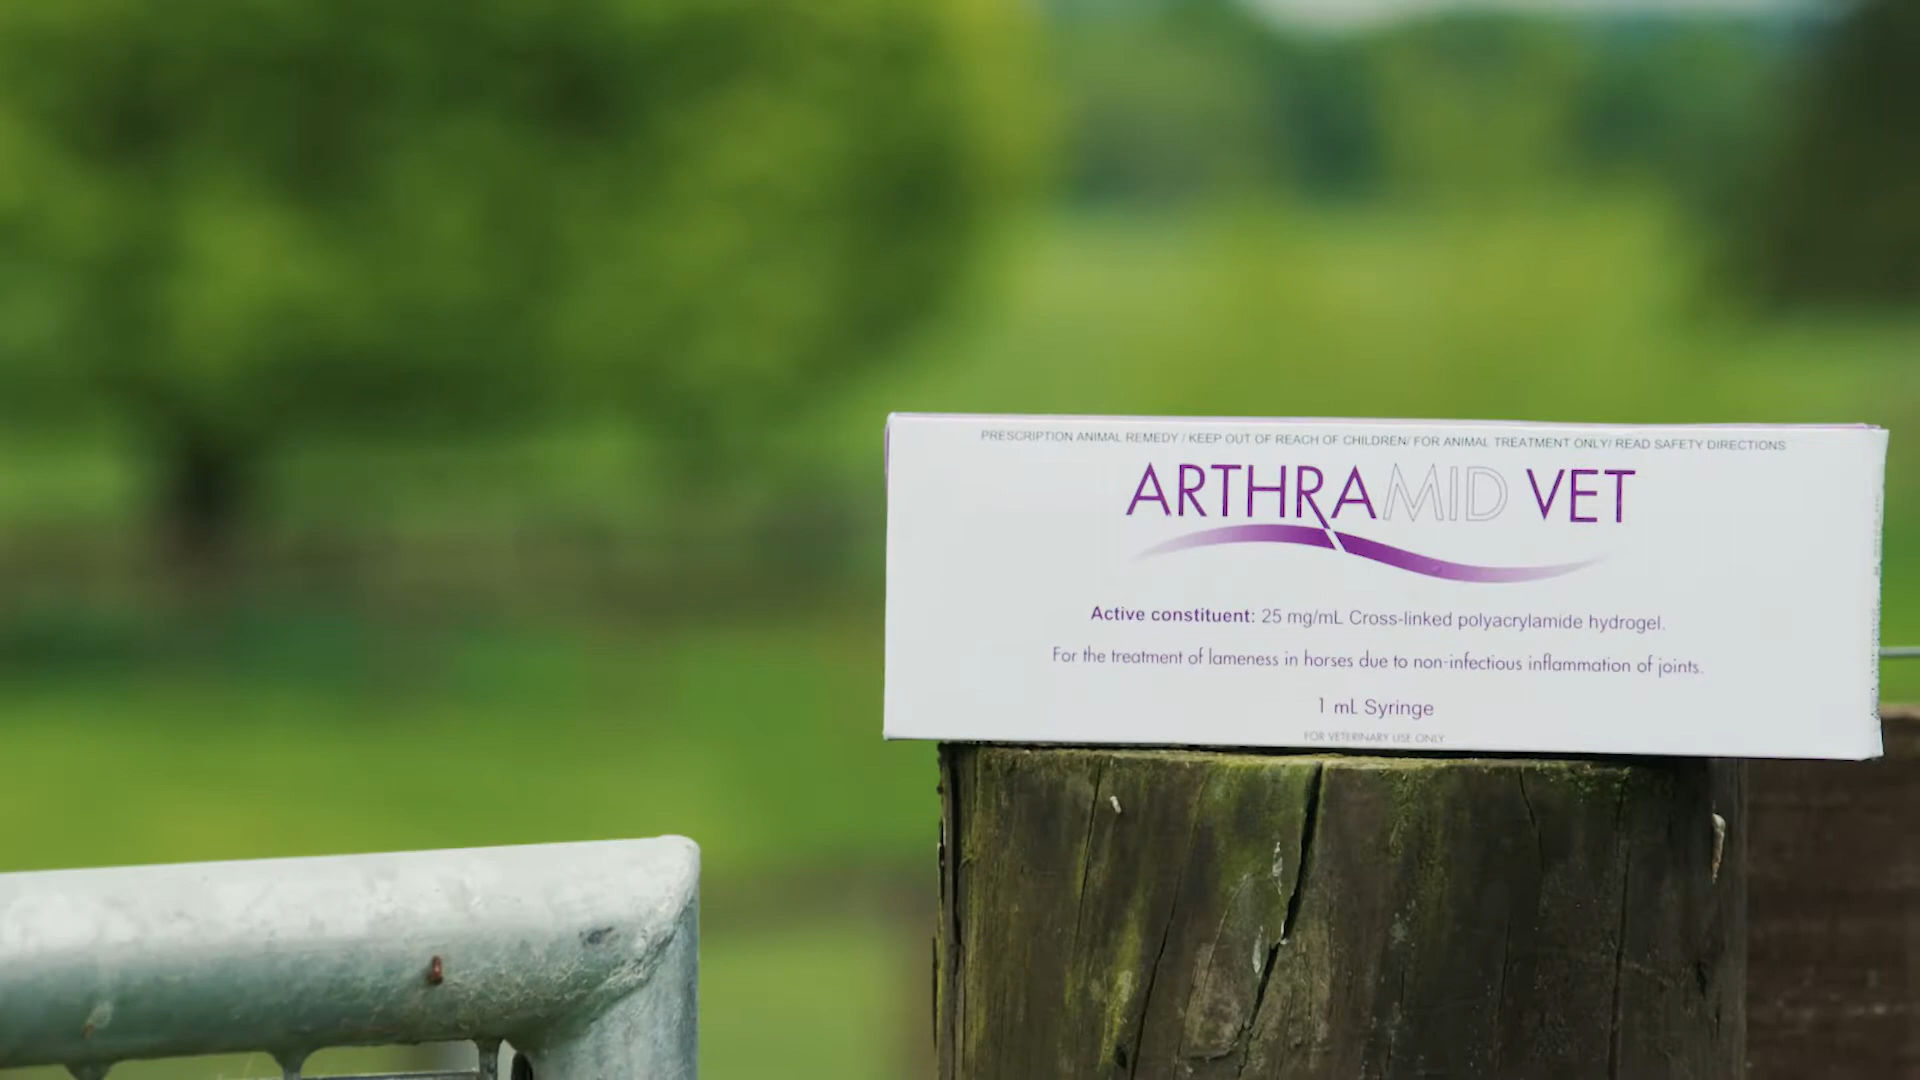 PRESCRIPTION ANIMAL REMEDY / KEEP OUT OF REACH OF CHILDREN/ FOR ANIMAL TREATMENT ONLY/ READ SAFETY DIRECTIONS
ARTHRAMID VET
Active constituent: 25 mg/mL Cross-linked polyacrylamide hydrogel.
For the treatment of lameness in horses due to non-infectious inflammation of joints.
1 mL Syringe
FOR VETERINARY USE ONLY